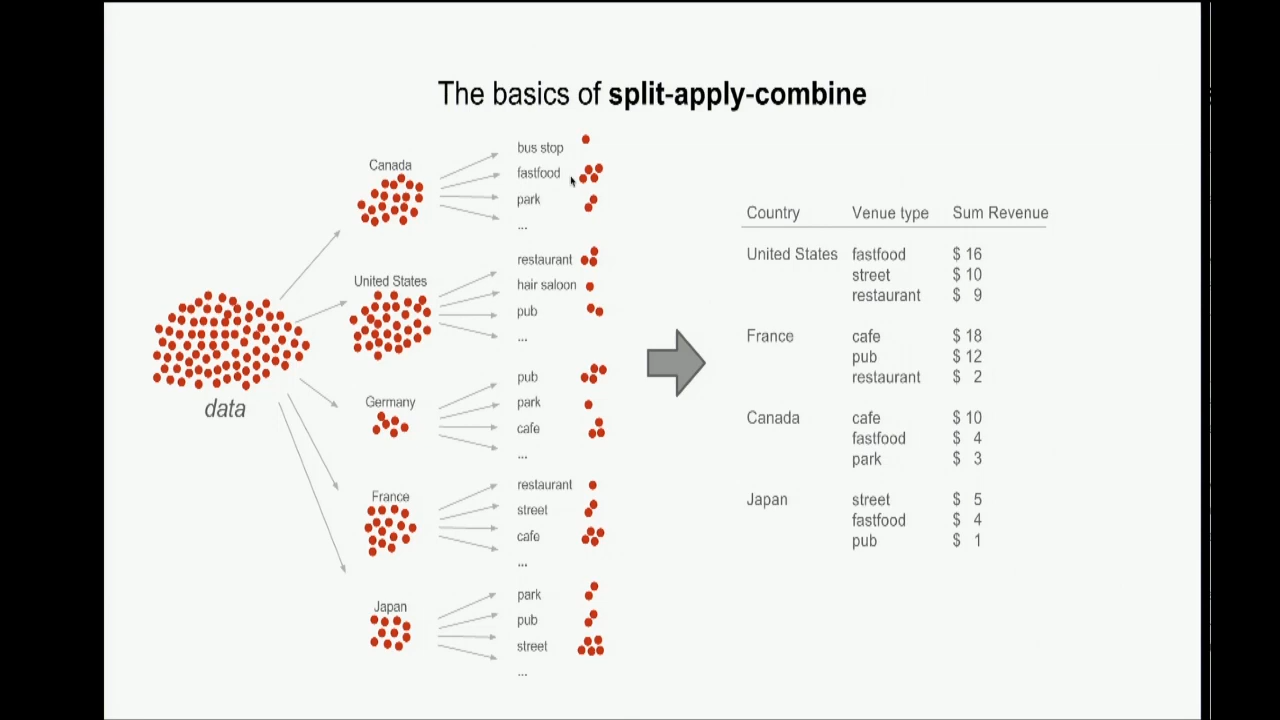 The basics of split-apply-combine
data
Canada
bus stop
fastfood
park
...
United States
restaurant
hair saloon
pub
...
Germany
pub
park
cafe
...
France
restaurant
street
cafe
...
Japan
park
pub
street
...
Country Venue type Sum Revenue
United States fastfood $ 16
street $ 10
restaurant $ 9
France cafe $ 18
pub $ 12
restaurant $ 2
Canada cafe $ 10
fastfood $ 4
park $ 3
Japan street $ 5
fastfood $ 4
pub $ 1